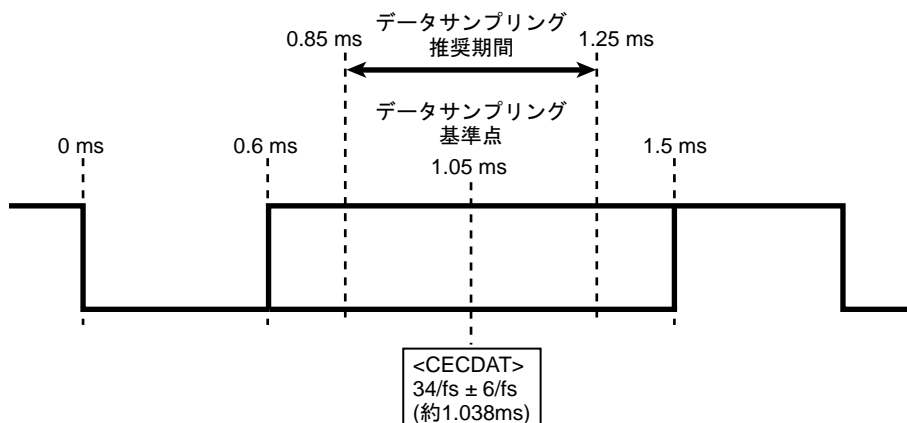 データサンプリング
推奨期間
0.85 ms
1.25 ms
データサンプリング
基準点
0 ms
0.6 ms
1.05 ms
1.5 ms
<CECDAT>
34/fs ± 6/fs
(約1.038ms)